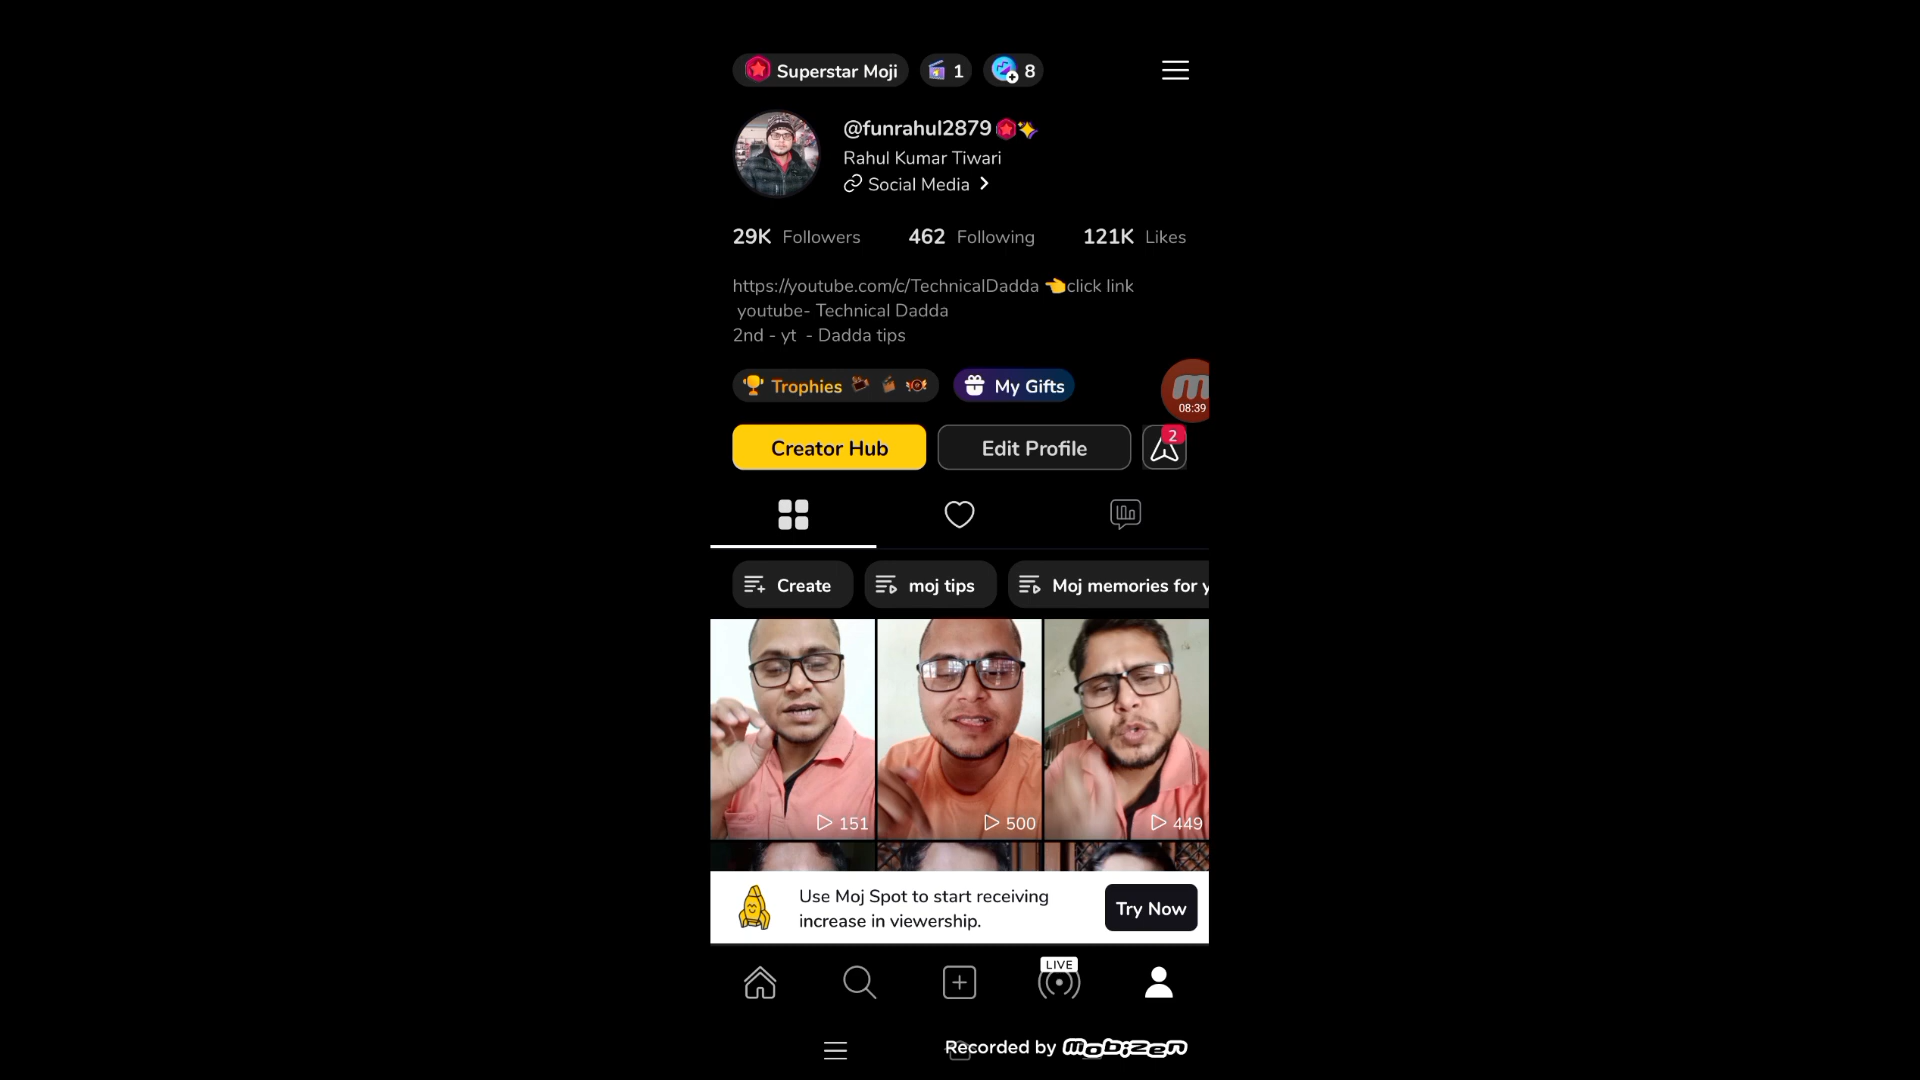 Superstar Moji 1 8
@funrahul2879
Rahul Kumar Tiwari
Social Media
29K Followers 462 Following 121K Likes
https://youtube.com/c/TechnicalDadda 👈click link
youtube- Technical Dadda
2nd - yt - Dadda tips
Trophies My Gifts
08:39
Creator Hub Edit Profile 2
Create moj tips Moj memories for y
151 500 449
Use Moj Spot to start receiving
increase in viewership.
Try Now
LIVE
Recorded by mobizen